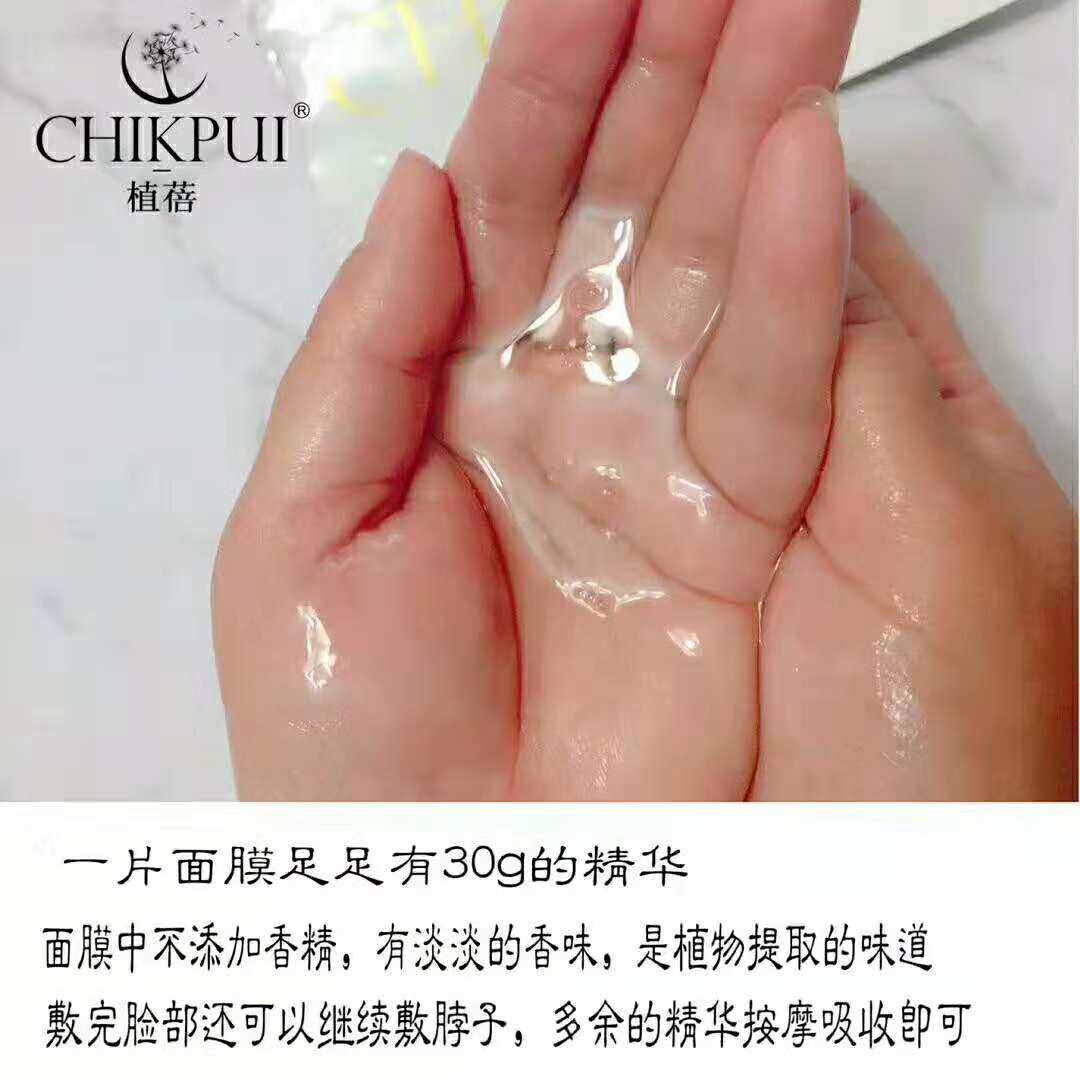 CHIKPUI®
植蓓
一片面膜足足有30g的精华
面膜中不添加香精，有淡淡的香味，是植物提取的味道
敷完脸部还可以继续敷脖子，多余的精华按摩吸收即可